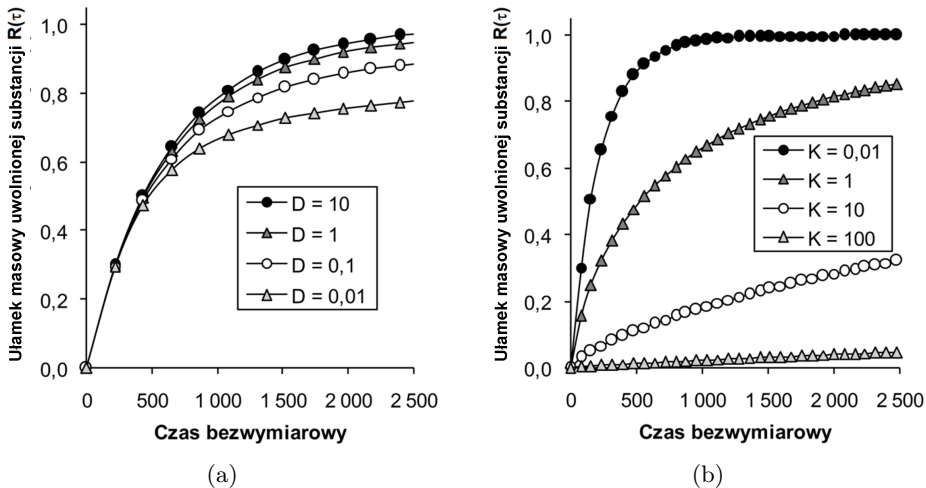 Ułamek masowy uwolnionej substancji R(τ)
1,0
0,8
0,6
0,4
0,2
0,0
D = 10
D = 1
D = 0,1
D = 0,01
0 500 1 000 1 500 2 000 2 500
Czas bezwymiarowy
(a)
Ułamek masowy uwolnionej substancji R(τ)
1,0
0,8
0,6
0,4
0,2
0,0
K = 0,01
K = 1
K = 10
K = 100
0 500 1 000 1 500 2 000 2 500
Czas bezwymiarowy
(b)